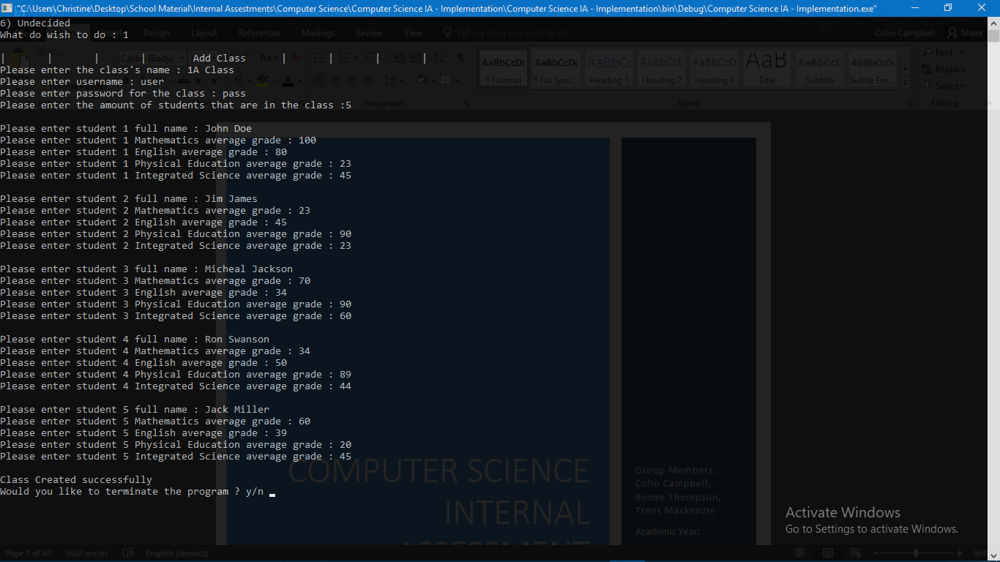 "C:\Users\Christine\Desktop\School Material\Internal Assestments\Computer Science\Computer Science IA - Implementation\Computer Science IA - Implementation\bin\Debug\Computer Science IA - Implementation.exe"
6) Undecided
What do wish to do : 1
Design Layout References Mailings Review View Tell me what you want to do... Colin Campbell Share
| | | | Add Class | | | |
Please enter the class's name : 1A Class
Please enter username : user
Please enter password for the class : pass
Please enter the amount of students that are in the class :5
Calibri (Body)
AaBbCcDc AaBbCcDc AaBbCc AaBbCcE AaB AaBbCcE AaBbCcDc
¶ Normal ¶ No Spac... Heading 1 Heading 2 Heading 3 Title Subtitle Subtle Em...
Find
Replace
Select
Paragraph Styles Editing
Please enter student 1 full name : John Doe
Please enter student 1 Mathematics average grade : 100
Please enter student 1 English average grade : 80
Please enter student 1 Physical Education average grade : 23
Please enter student 1 Integrated Science average grade : 45
Please enter student 2 full name : Jim James
Please enter student 2 Mathematics average grade : 23
Please enter student 2 English average grade : 45
Please enter student 2 Physical Education average grade : 90
Please enter student 2 Integrated Science average grade : 23
Please enter student 3 full name : Micheal Jackson
Please enter student 3 Mathematics average grade : 70
Please enter student 3 English average grade : 34
Please enter student 3 Physical Education average grade : 90
Please enter student 3 Integrated Science average grade : 60
Please enter student 4 full name : Ron Swanson
Please enter student 4 Mathematics average grade : 34
Please enter student 4 English average grade : 50
Please enter student 4 Physical Education average grade : 89
Please enter student 4 Integrated Science average grade : 44
Please enter student 5 full name : Jack Miller
Please enter student 5 Mathematics average grade : 60
Please enter student 5 English average grade : 39
Please enter student 5 Physical Education average grade : 20
Please enter student 5 Integrated Science average grade : 45
Class Created successfully
Would you like to terminate the program ? y/n
COMPUTER SCIENCE
INTERNAL
ASSESSMENT
Group Members:
Colin Campbell,
Ronae Thompson,
Trent Mackenzie
Academic Year:
Activate Windows
Go to Settings to activate Windows.
Page 1 of 43 3602 words English (Jamaica) 96%